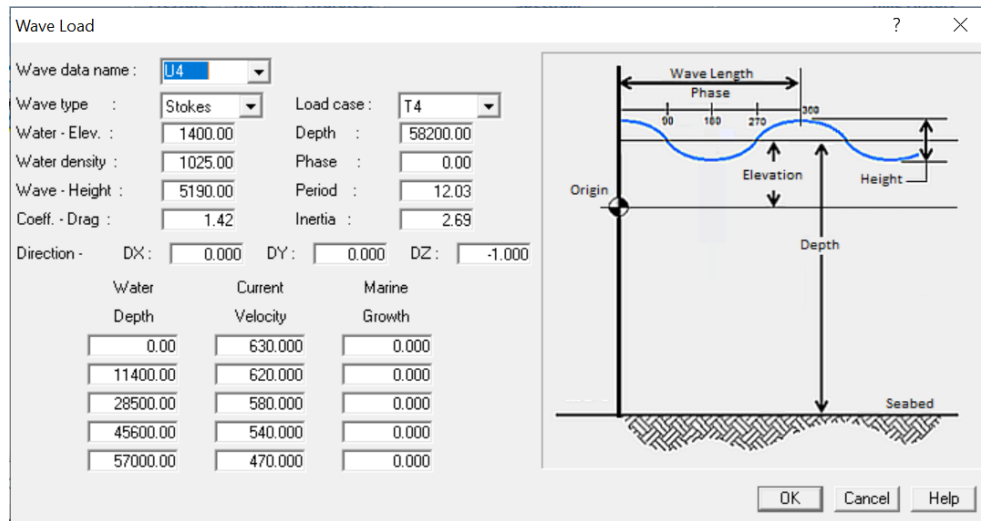 Wave Load ? ×
Wave data name : U4
Wave type : Stokes Load case : T4
Water - Elev. : 1400.00 Depth : 58200.00
Water density : 1025.00 Phase : 0.00
Wave - Height : 5190.00 Period : 12.03
Coeff. - Drag : 1.42 Inertia : 2.69
Direction - DX : 0.000 DY : 0.000 DZ : -1.000
Water Current Marine
Depth Velocity Growth
0.00 630.000 0.000
11400.00 620.000 0.000
28500.00 580.000 0.000
45600.00 540.000 0.000
57000.00 470.000 0.000
Wave Length
Phase
90 180 270 360
Elevation
Height
Origin
Depth
Seabed
OK Cancel Help